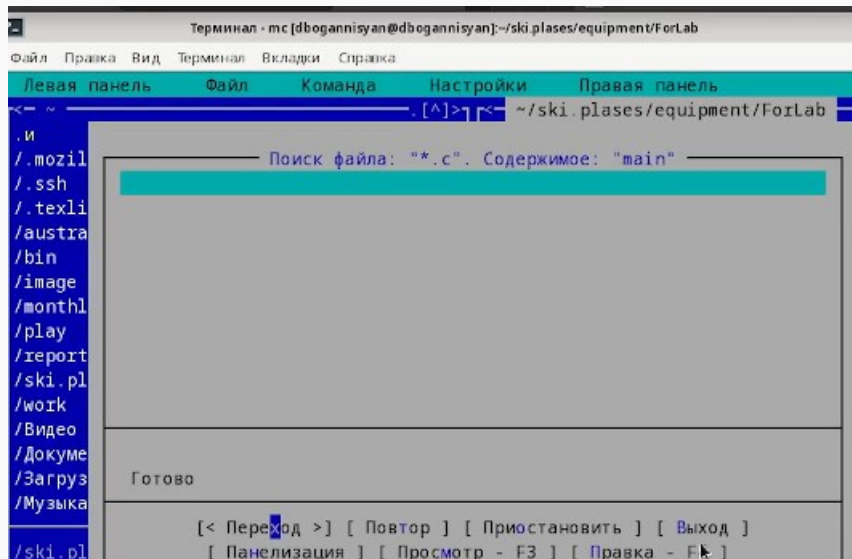 Терминал - mc [dbogannisyan@dbogannisyan]:~/ski.plases/equipment/ForLab
Файл Правка Вид Терминал Вкладки Справка
Левая панель Файл Команда Настройки Правая панель
<─ ~ .[^]>┐┌<─ ~/ski.plases/equipment/ForLab
.и
/.mozil
Поиск файла: "*.c". Содержимое: "main"
/.ssh
/.texli
/austra
/bin
/image
/monthl
/play
/report
/ski.pl
/work
/Видео
/Докуме
/Загруз Готово
/Музыка
[< Переход >] [ Повтор ] [ Приостановить ] [ Выход ]
/ski.pl [ Панелизация ] [ Просмотр - F3 ] [ Правка -